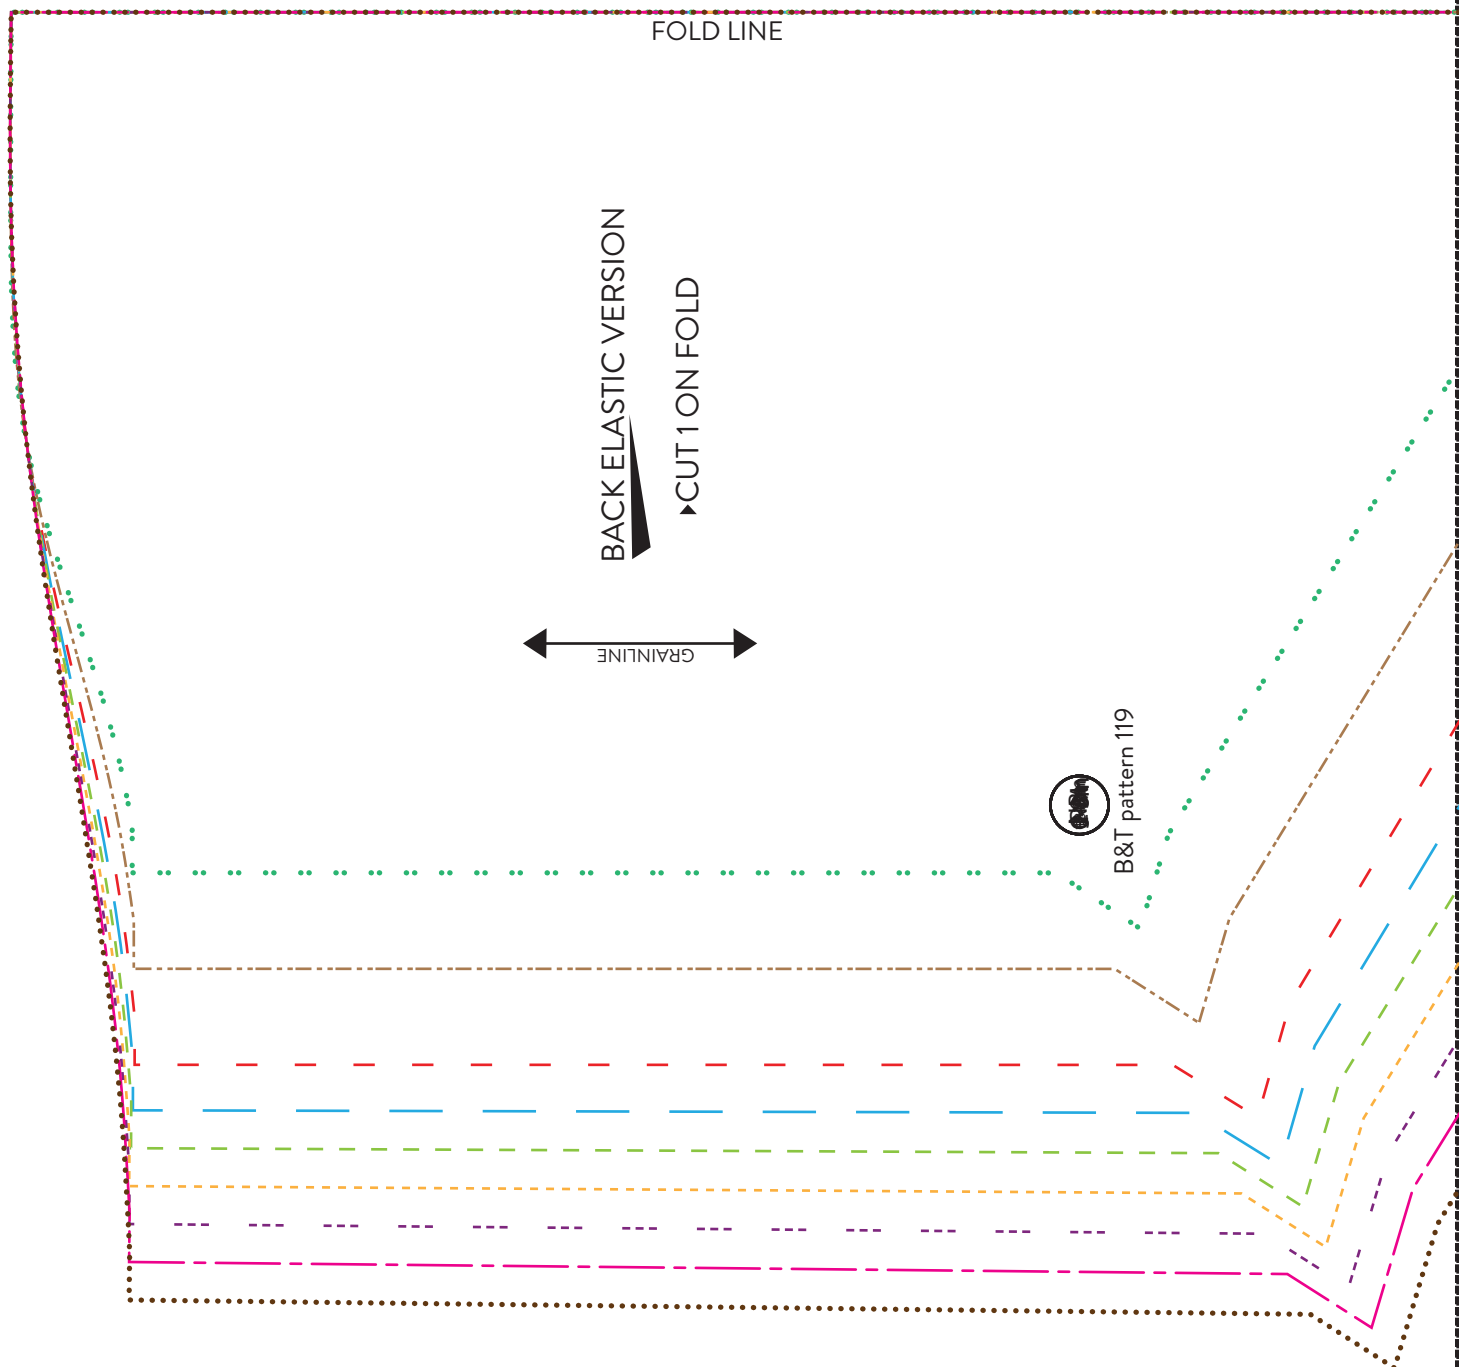 FOLD LINE
BACK ELASTIC VERSION
CUT 1 ON FOLD
GRAINLINE
B&T pattern 119